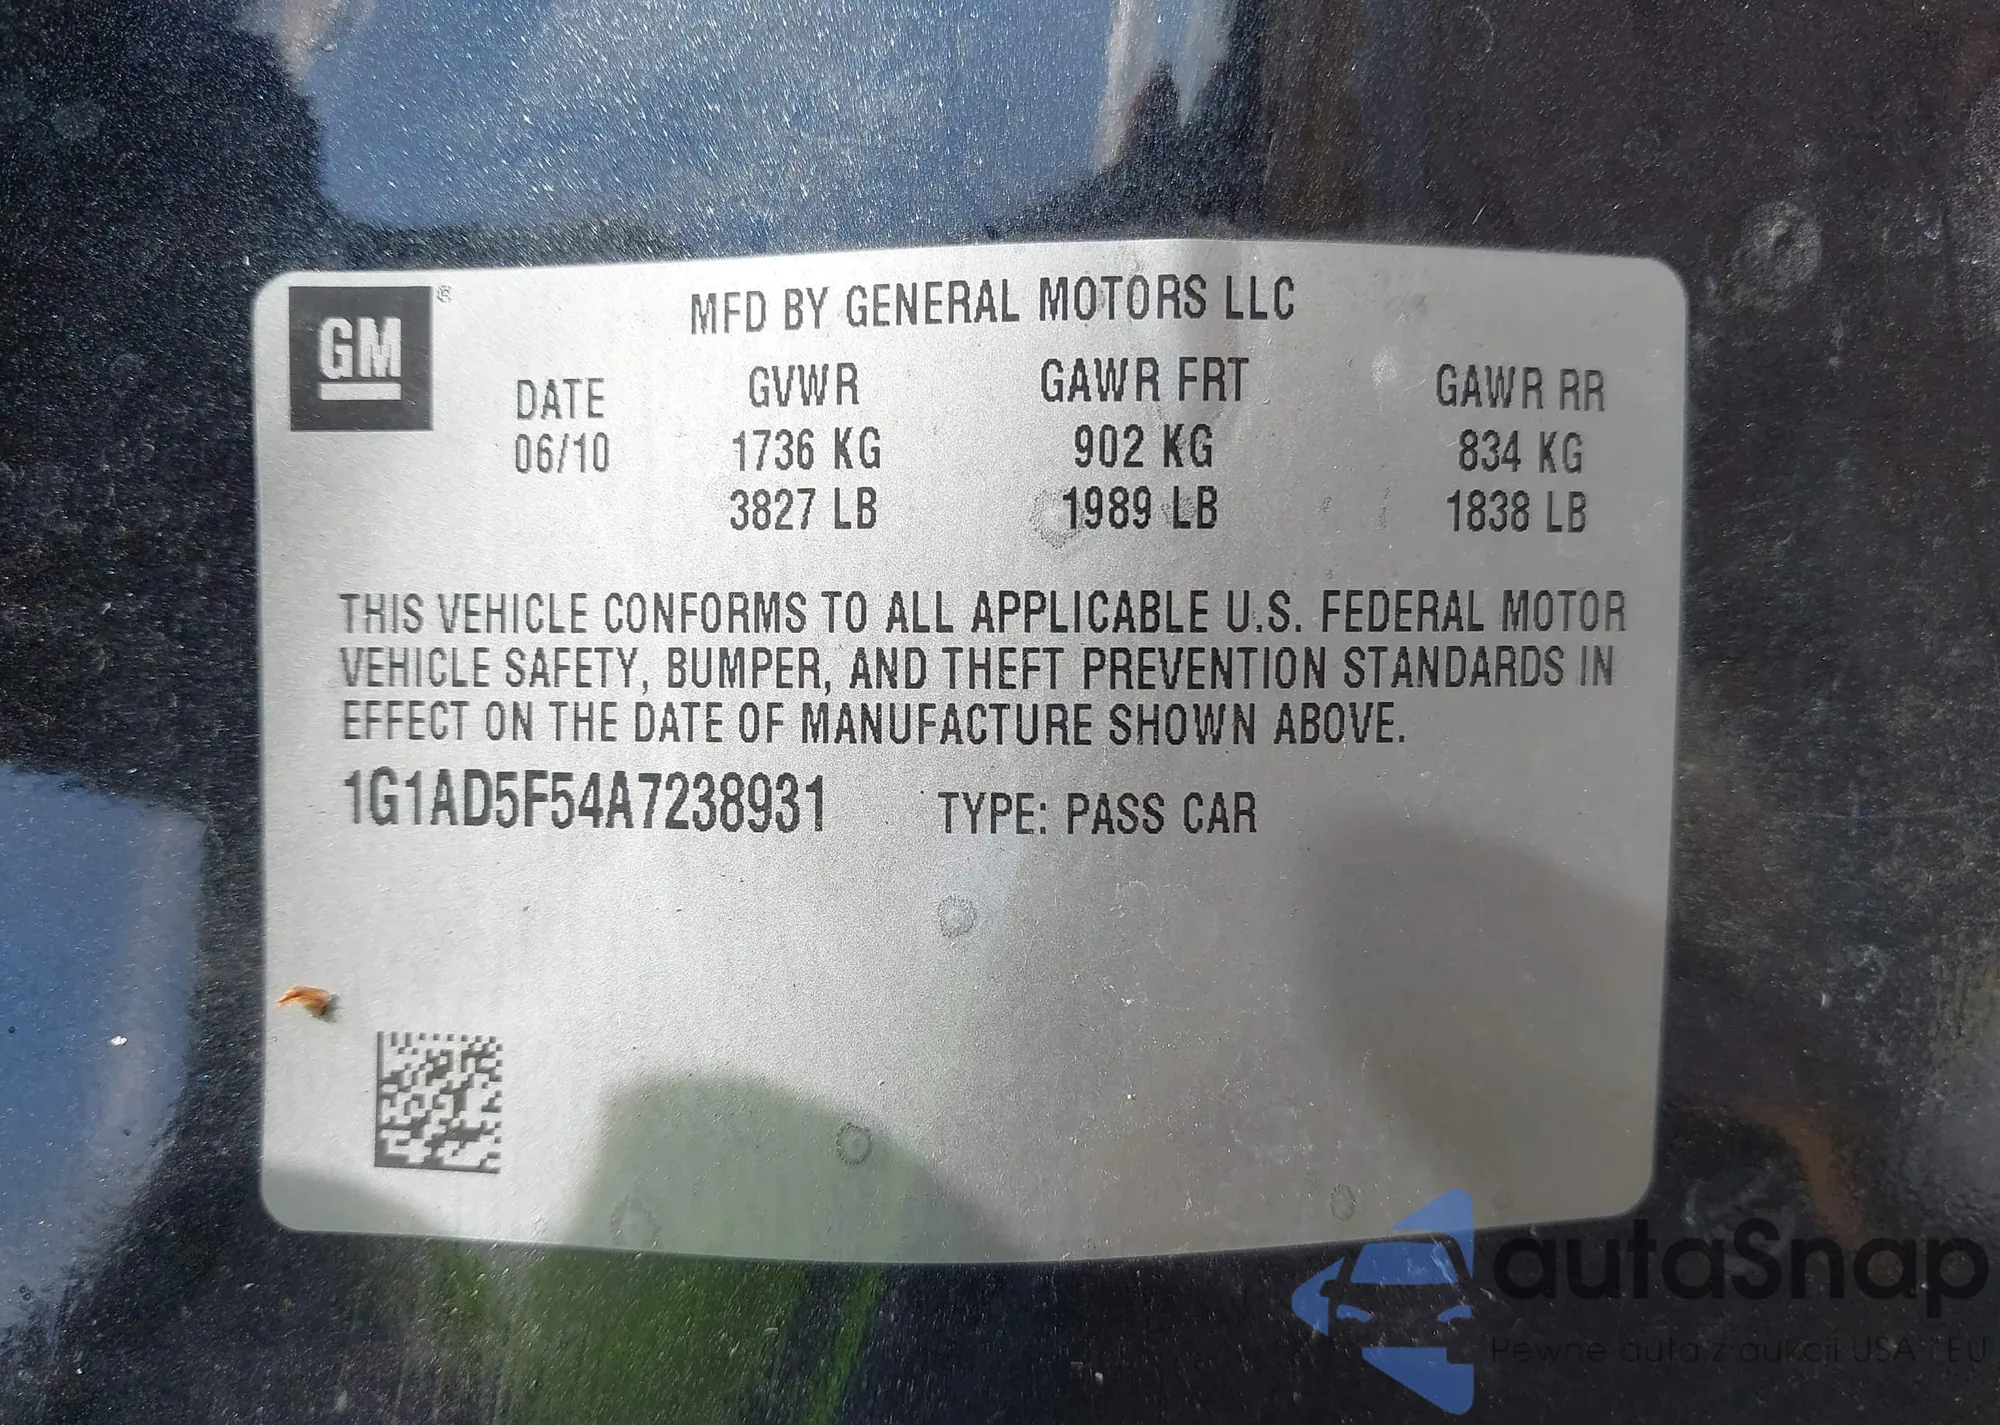 GM ®
MFD BY GENERAL MOTORS LLC
DATE GVWR GAWR FRT GAWR RR
06/10 1736 KG 902 KG 834 KG
3827 LB 1989 LB 1838 LB
THIS VEHICLE CONFORMS TO ALL APPLICABLE U.S. FEDERAL MOTOR
VEHICLE SAFETY, BUMPER, AND THEFT PREVENTION STANDARDS IN
EFFECT ON THE DATE OF MANUFACTURE SHOWN ABOVE.
1G1AD5F54A7238931 TYPE: PASS CAR
autaSnap
Pewne auta z aukcji USA i EU